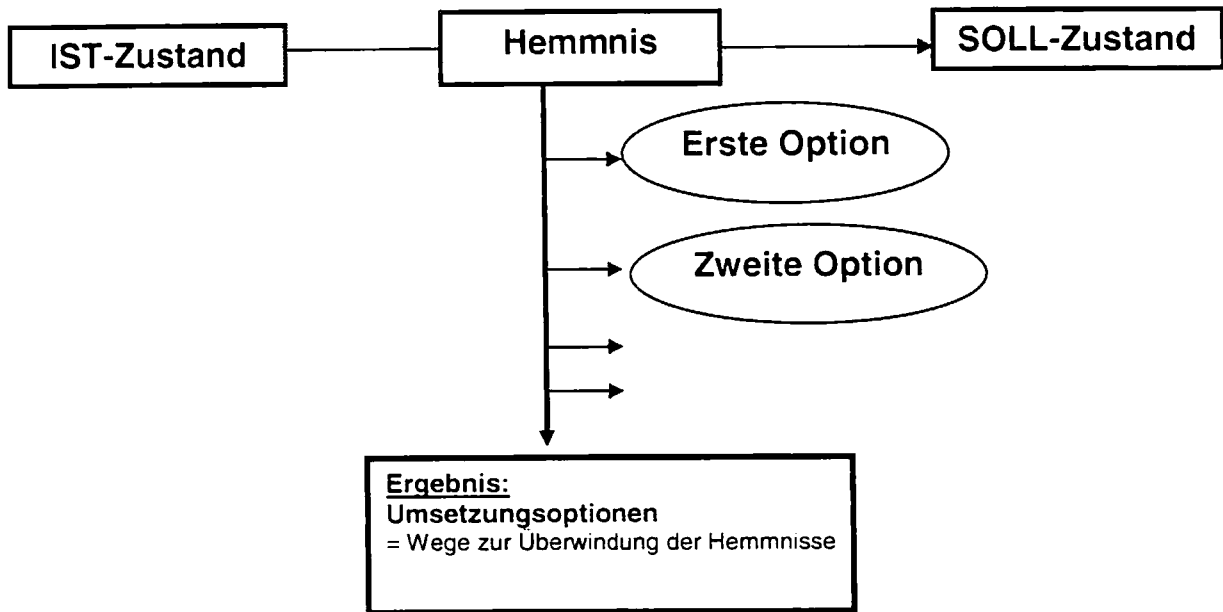 IST-Zustand
Hemmnis
SOLL-Zustand
Erste Option
Zweite Option
Ergebnis:
Umsetzungsoptionen
= Wege zur Überwindung der Hemmnisse